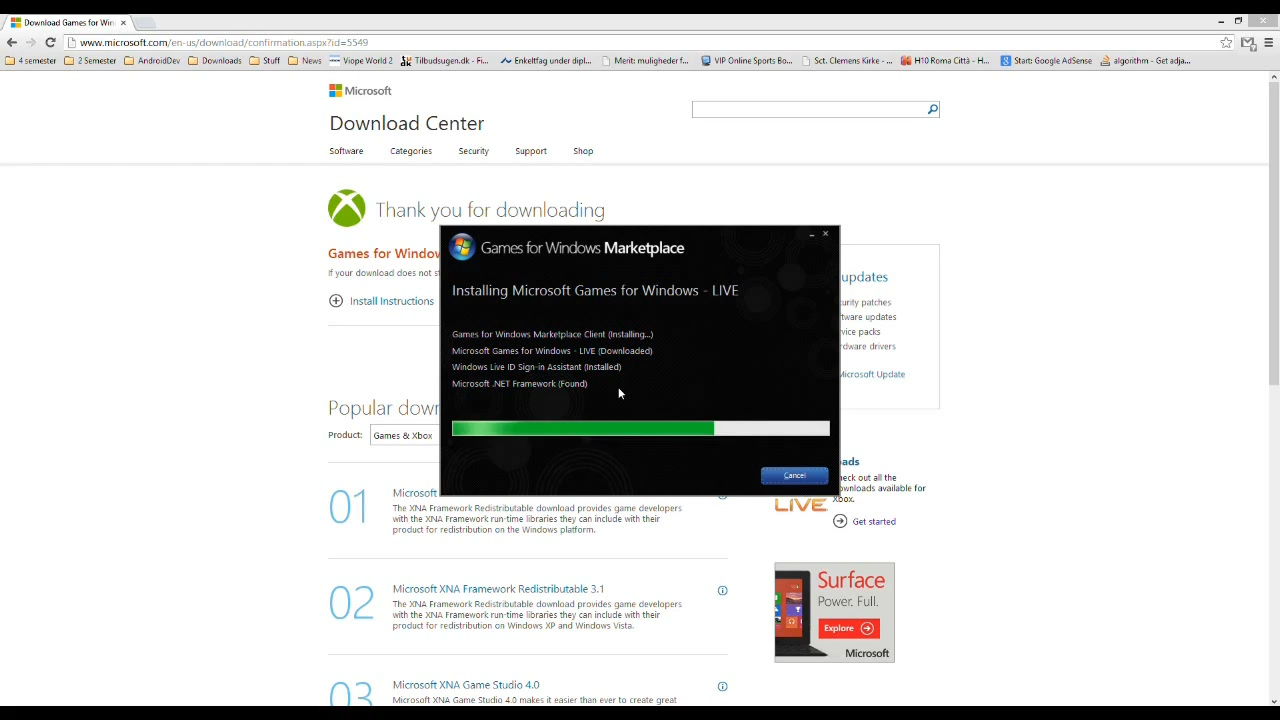 Download Games for Win
www.microsoft.com/en-us/download/confirmation.aspx?id=5549
4 semester
2 Semester
AndroidDev
Downloads
Stuff
News
Viope World 2
Tilbudsugen.dk - Fi...
Enkeltfag under dipl...
Merit: muligheder f...
VIP Online Sports Bo...
Sct. Clemens Kirke - ...
H10 Roma Città - H...
Start: Google AdSense
algorithm - Get adja...
Microsoft
Download Center
Software Categories Security Support Shop
Thank you for downloading
Games for Window
If your download does not st
Install Instructions
Games for Windows Marketplace
Installing Microsoft Games for Windows - LIVE
Games for Windows Marketplace Client (Installing...)
Microsoft Games for Windows - LIVE (Downloaded)
Windows Live ID Sign-in Assistant (Installed)
Microsoft .NET Framework (Found)
Cancel
updates
curity patches
ftware updates
vice packs
rdware drivers
Microsoft Update
Popular down
Product: Games & Xbox
01
Microsoft
The XNA Framework Redistributable download provides game developers
with the XNA Framework run-time libraries they can include with their
product for redistribution on the Windows platform.
02
Microsoft XNA Framework Redistributable 3.1
The XNA Framework Redistributable download provides game developers
with the XNA Framework run-time libraries they can include with their
product for redistribution on Windows XP and Windows Vista.
03
Microsoft XNA Game Studio 4.0
Microsoft XNA Game Studio 4.0 makes it easier than ever to create great
oads
heck out all the
ownloads available for
Xbox.
LIVE
Get started
Surface
Power. Full.
Explore
Microsoft